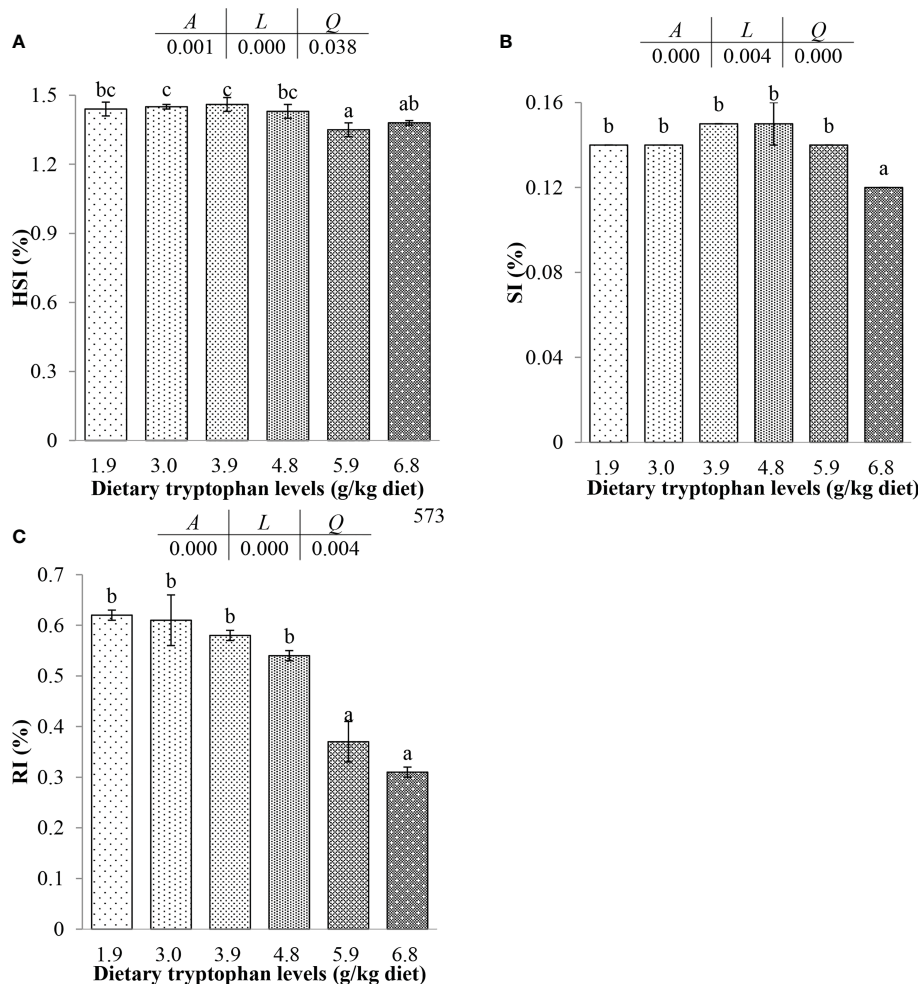 A
A L Q
0.001 0.000 0.038
HSI (%)
1.5
1.2
0.9
0.6
0.3
0
bc c c bc a ab
1.9 3.0 3.9 4.8 5.9 6.8
Dietary tryptophan levels (g/kg diet)
B
A L Q
0.000 0.004 0.000
SI (%)
0.16
0.12
0.08
0.04
0
b b b b b a
1.9 3.0 3.9 4.8 5.9 6.8
Dietary tryptophan levels (g/kg diet)
573
C
A L Q
0.000 0.000 0.004
RI (%)
0.7
0.6
0.5
0.4
0.3
0.2
0.1
0
b b b b a a
1.9 3.0 3.9 4.8 5.9 6.8
Dietary tryptophan levels (g/kg diet)